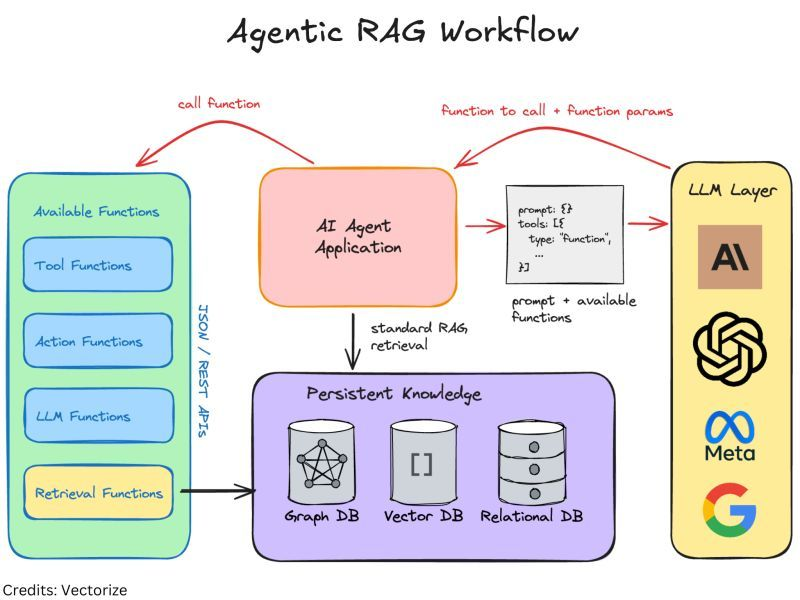 Agentic RAG Workflow
call function
function to call + function params
Available Functions
Tool Functions
Action Functions
LLM Functions
Retrieval Functions
JSON / REST APIs
AI Agent
Application
prompt: {}
tools: [{
type: "function",
...
}]
prompt + available
functions
standard RAG
retrieval
Persistent Knowledge
Graph DB
[ ]
Vector DB
Relational DB
LLM Layer
A\
Meta
G
Credits: Vectorize